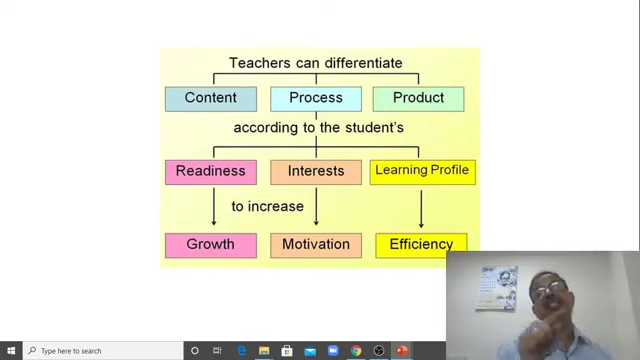 Teachers can differentiate
Content Process Product
according to the student's
Readiness Interests Learning Profile
to increase
Growth Motivation Efficiency
Type here to search